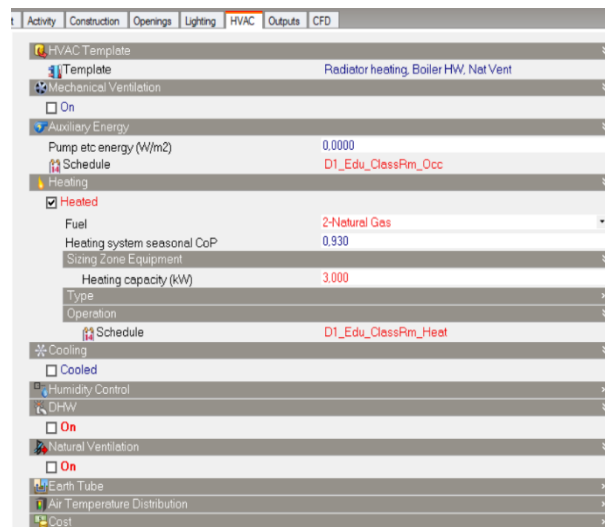 Activity Construction Openings Lighting HVAC Outputs CFD
HVAC Template
Template Radiator heating, Boiler HW, Nat Vent
Mechanical Ventilation
On
Auxiliary Energy
Pump etc energy (W/m2) 0,0000
Schedule D1_Edu_ClassRm_Occ
Heating
Heated
Fuel 2-Natural Gas
Heating system seasonal CoP 0,930
Sizing Zone Equipment
Heating capacity (kW) 3,000
Type
Operation
Schedule D1_Edu_ClassRm_Heat
Cooling
Cooled
Humidity Control
DHW
On
Natural Ventilation
On
Earth Tube
Air Temperature Distribution
Cost